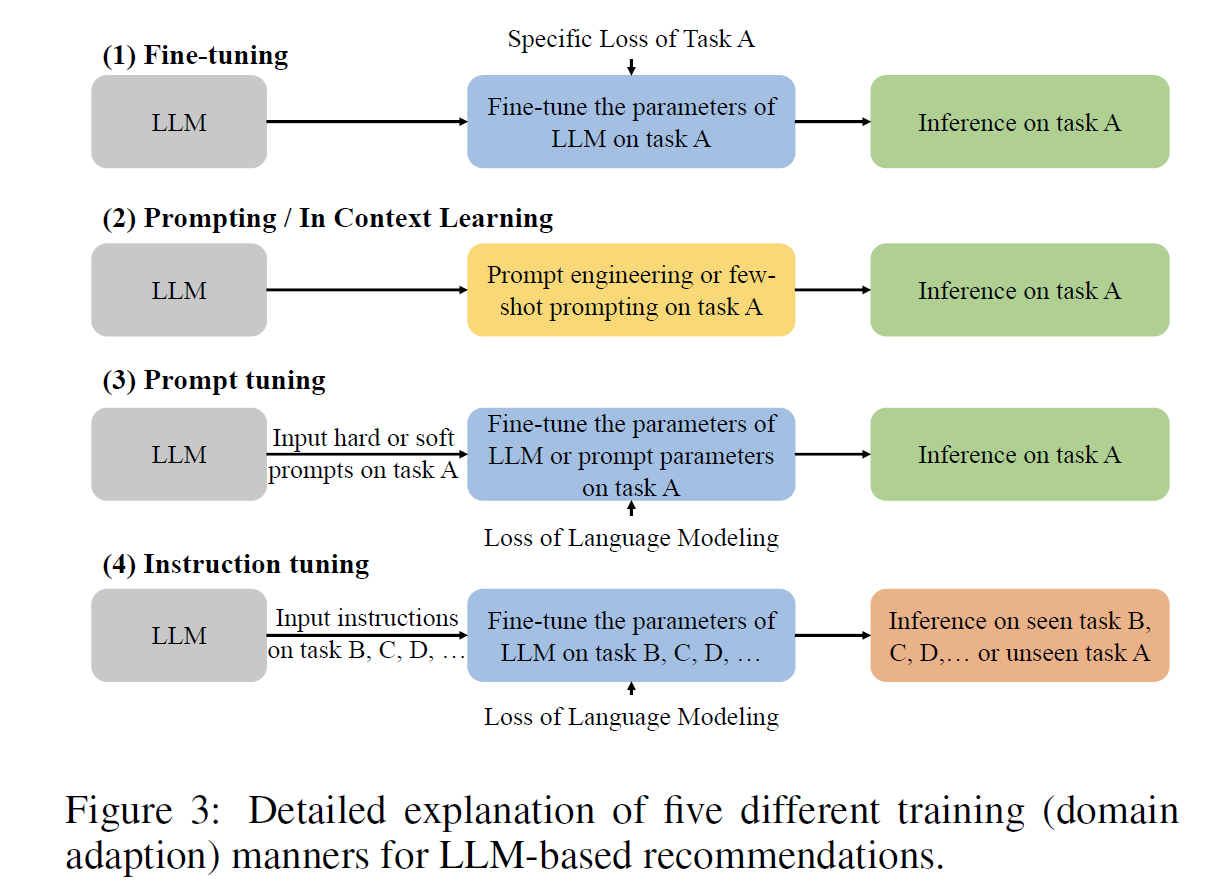 Specific Loss of Task A
(1) Fine-tuning
LLM
Fine-tune the parameters of
LLM on task A
Inference on task A
(2) Prompting / In Context Learning
LLM
Prompt engineering or few-
shot prompting on task A
Inference on task A
(3) Prompt tuning
LLM
Input hard or soft
prompts on task A
Fine-tune the parameters of
LLM or prompt parameters
on task A
Inference on task A
Loss of Language Modeling
(4) Instruction tuning
LLM
Input instructions
on task B, C, D, …
Fine-tune the parameters of
LLM on task B, C, D, …
Inference on seen task B,
C, D,… or unseen task A
Loss of Language Modeling
Figure 3: Detailed explanation of five different training (domain
adaption) manners for LLM-based recommendations.